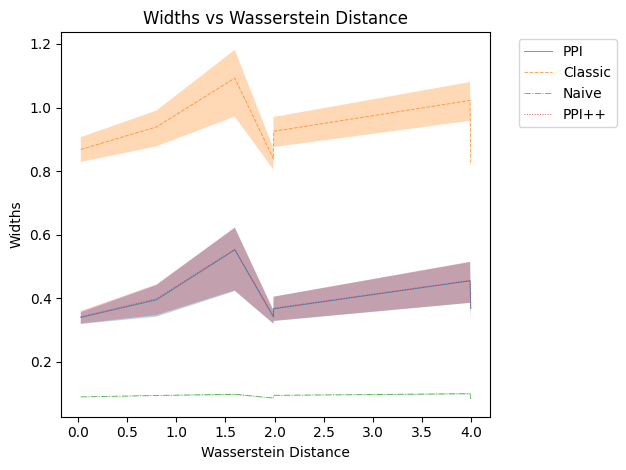 Widths vs Wasserstein Distance
PPI
Classic
Naive
PPI++
1.2
1.0
0.8
0.6
0.4
0.2
Widths
0.0 0.5 1.0 1.5 2.0 2.5 3.0 3.5 4.0
Wasserstein Distance